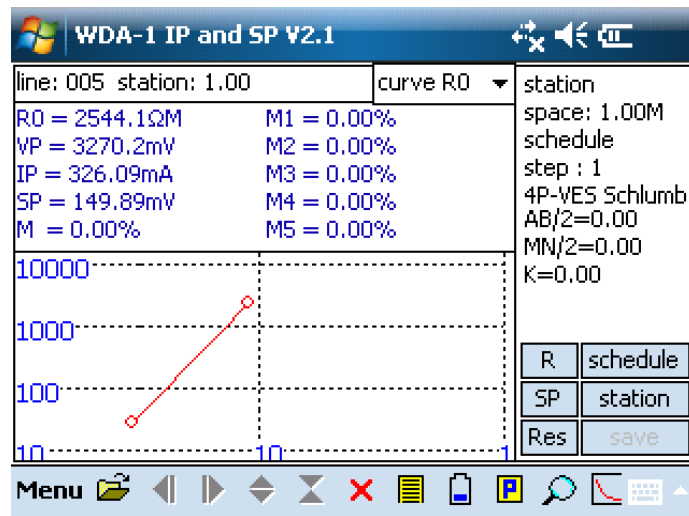 WDA-1 IP and SP V2.1
line: 005 station: 1.00
curve R0
R0 = 2544.1ΩM
M1 = 0.00%
VP = 3270.2mV
M2 = 0.00%
IP = 326.09mA
M3 = 0.00%
SP = 149.89mV
M4 = 0.00%
M = 0.00%
M5 = 0.00%
10000
1000
100
10
10
1
station
space: 1.00M
schedule
step : 1
4P-VES Schlumb
AB/2=0.00
MN/2=0.00
K=0.00
R
schedule
SP
station
Res
save
Menu
P